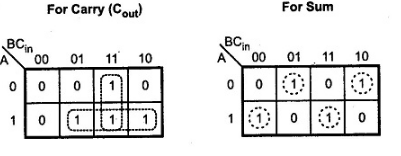 For Carry (Cout)
For Sum
BCin
A 00 01 11 10
0 0 0 1 0
1 0 1 1 1
BCin
A 00 01 11 10
0 0 1 0 1
1 1 0 1 0